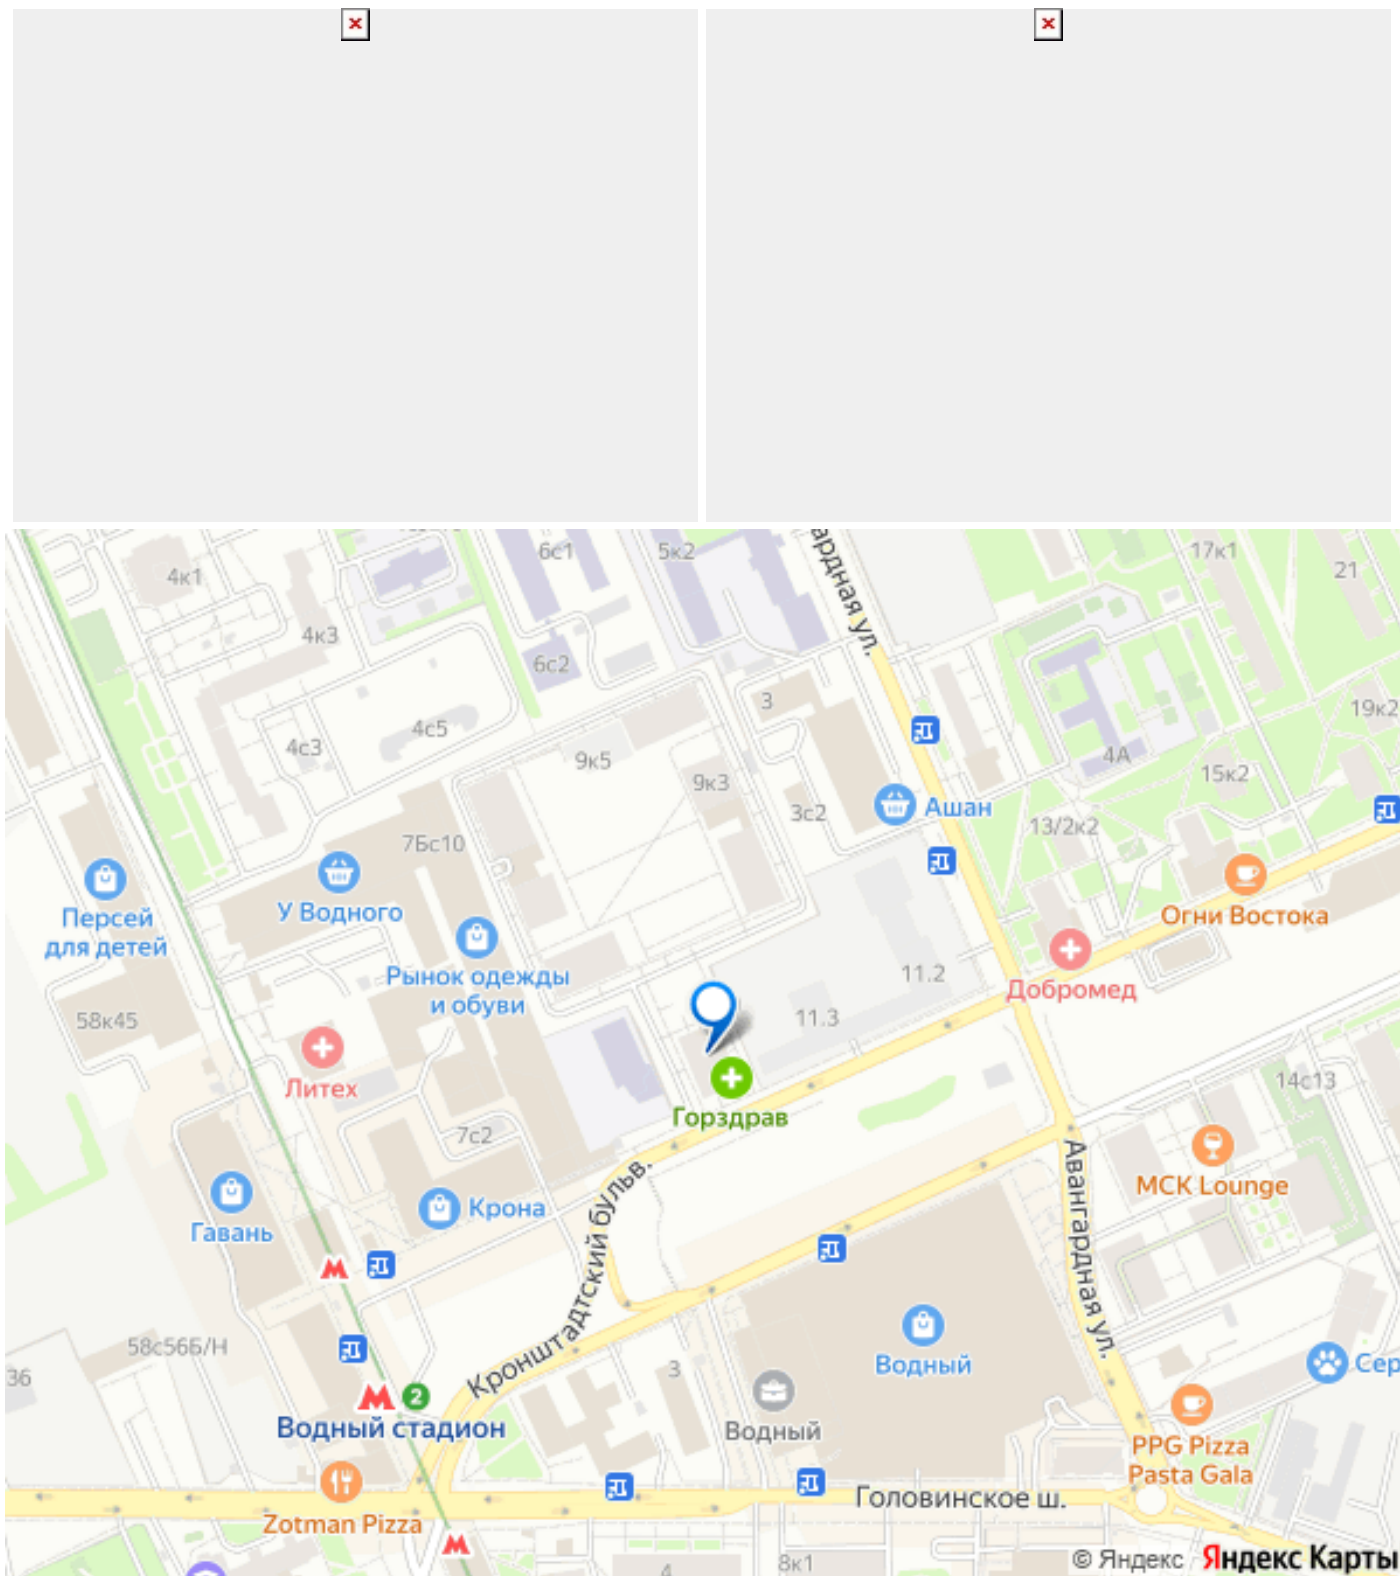 6с1
5к2
ардная ул.
17к1
21
4к1
4к3
6с2
3
19к2
4с5
4с3
9к5
9к3
4А
15к2
3с2
Ашан
13/2к2
7Бс10
У Водного
Персей
для детей
Огни Востока
Рынок одежды
и обуви
11.2
Добромед
58к45
11.3
Литех
14с13
Горздрав
7с2
Авангардная ул.
МСК Lounge
Крона
Гавань
Кронштадтский бульв.
58с56Б/Н
36
3
Водный
Сер
2
Водный стадион
Водный
PPG Pizza
Pasta Gala
Головинское ш.
Zotman Pizza
4
8к1
© Яндекс Яндекс Карты